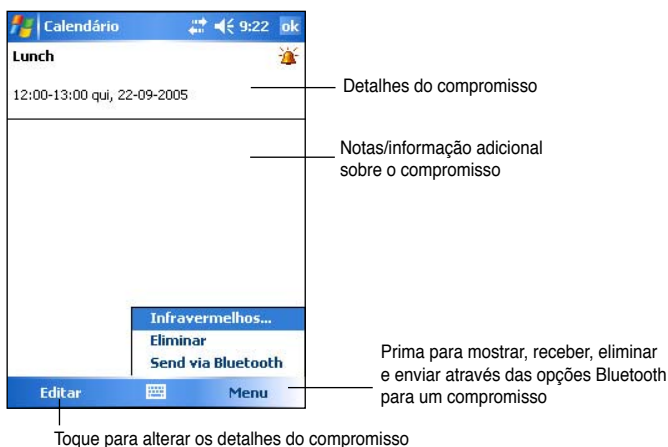 Calendário 9:22 ok
Lunch
12:00-13:00 qui, 22-09-2005
Detalhes do compromisso
Notas/informação adicional
sobre o compromisso
Infravermelhos...
Eliminar
Send via Bluetooth
Editar Menu
Prima para mostrar, receber, eliminar
e enviar através das opções Bluetooth
para um compromisso
Toque para alterar os detalhes do compromisso